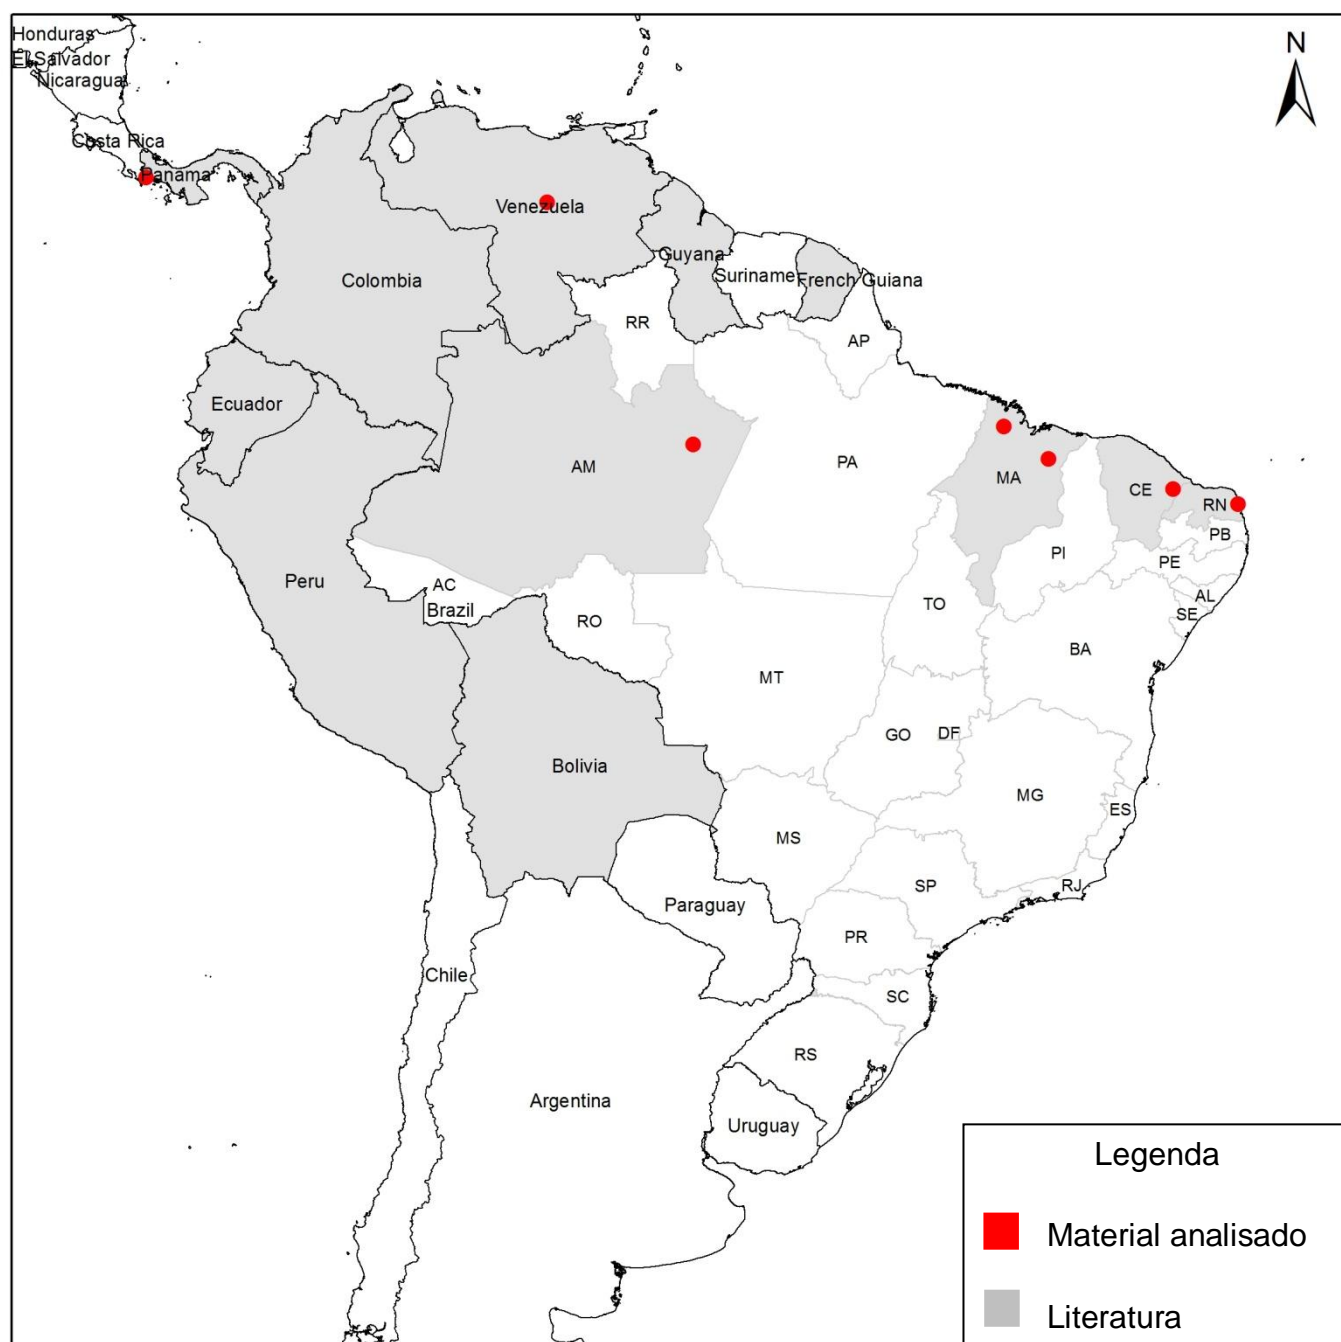 Honduras
El Salvador
Nicaragua
N
Costa Rica
Panama
Venezuela
Guyana
Suriname
French Guiana
Colombia
RR
AP
Ecuador
AM
PA
MA
CE
RN
PB
PI
PE
AL
SE
Peru
AC
Brazil
RO
TO
BA
MT
GO
DF
Bolivia
MG
ES
MS
SP
RJ
Paraguay
PR
Chile
SC
RS
Argentina
Uruguay
Legenda
Material analisado
Literatura